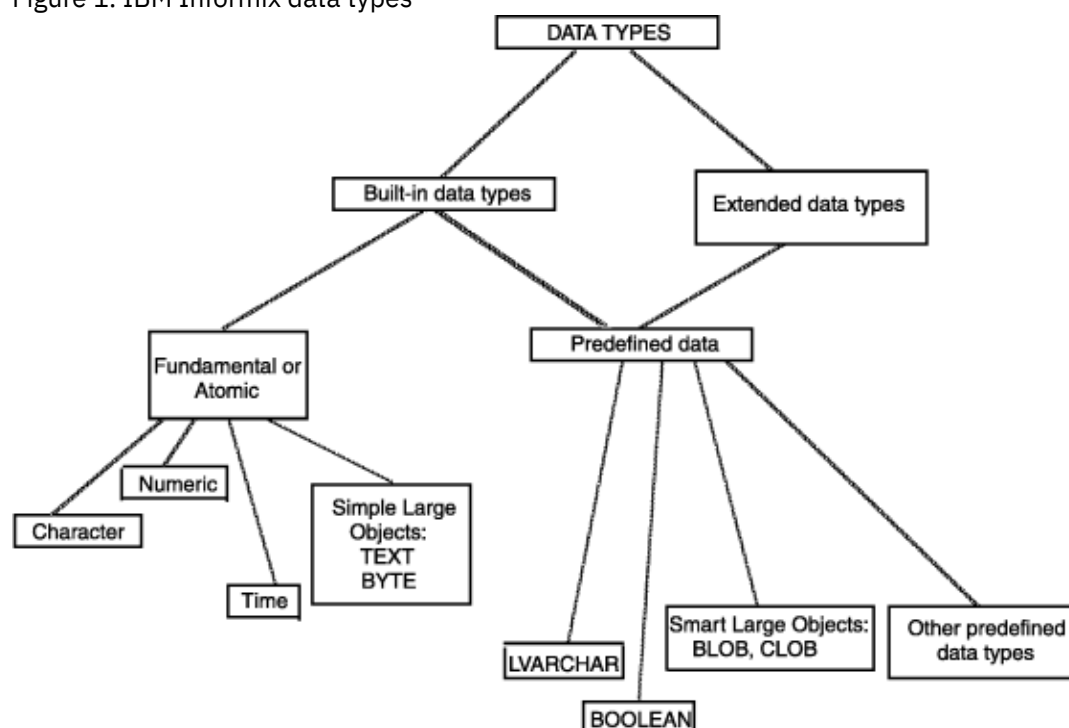 Figure 1. IBM Informix data types
DATA TYPES
Built-in data types
Extended data types
Fundamental or
Atomic
Predefined data
Numeric
Character
Simple Large
Objects:
TEXT
BYTE
Time
Smart Large Objects:
BLOB, CLOB
Other predefined
data types
LVARCHAR
BOOLEAN